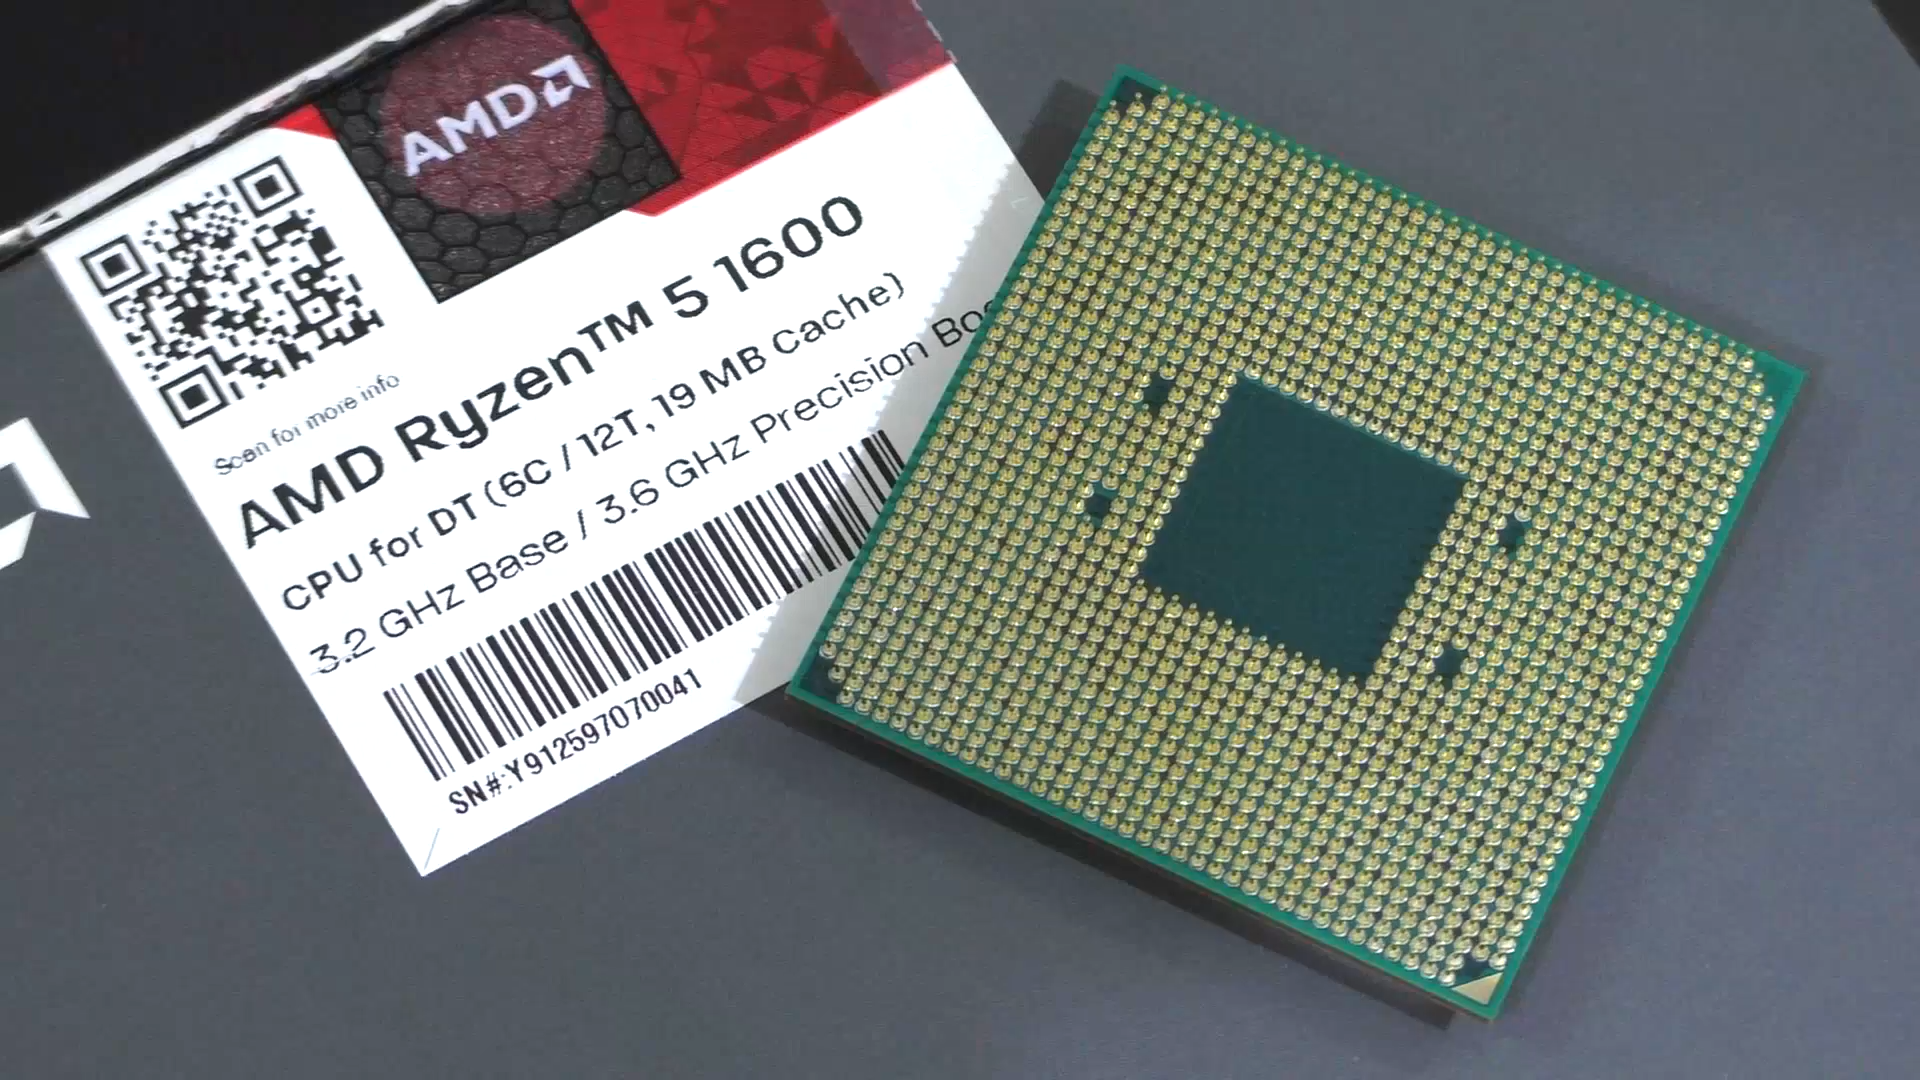 AMD
Scan for more info
AMD Ryzen™ 5 1600
CPU for DT (6C / 12T, 19 MB Cache)
3.2 GHz Base / 3.6 GHz Precision Boo
SN#:Y912597070041